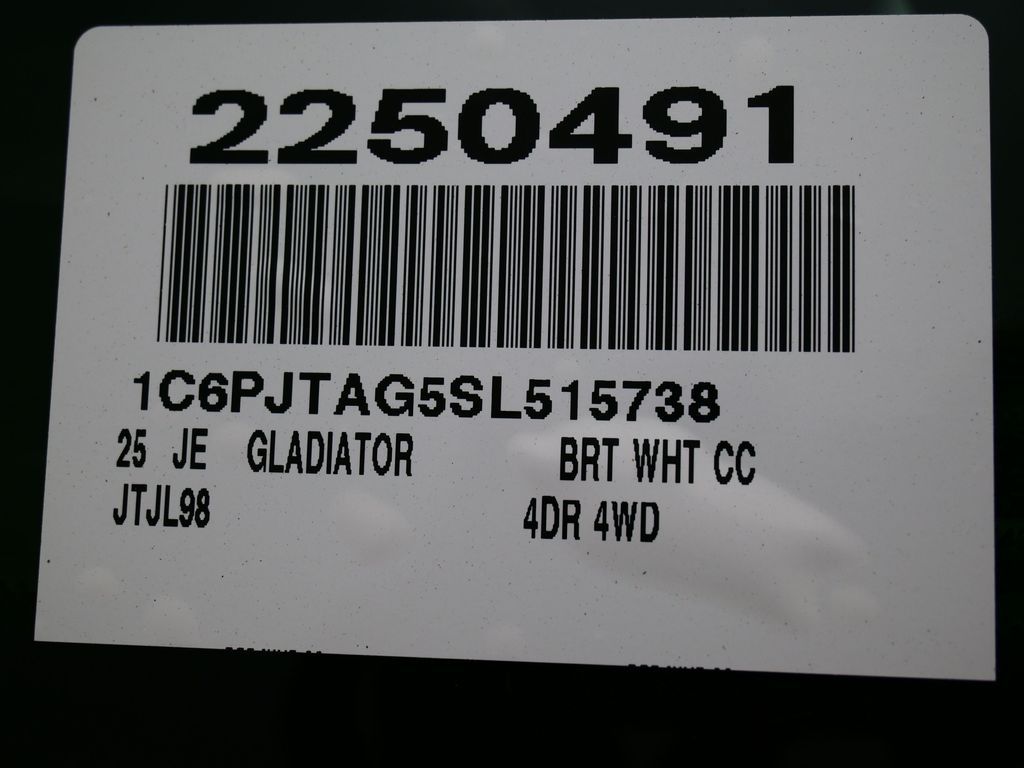 2250491
1C6PJTAG5SL515738
25 JE GLADIATOR BRT WHT CC
JTJL98 4DR 4WD